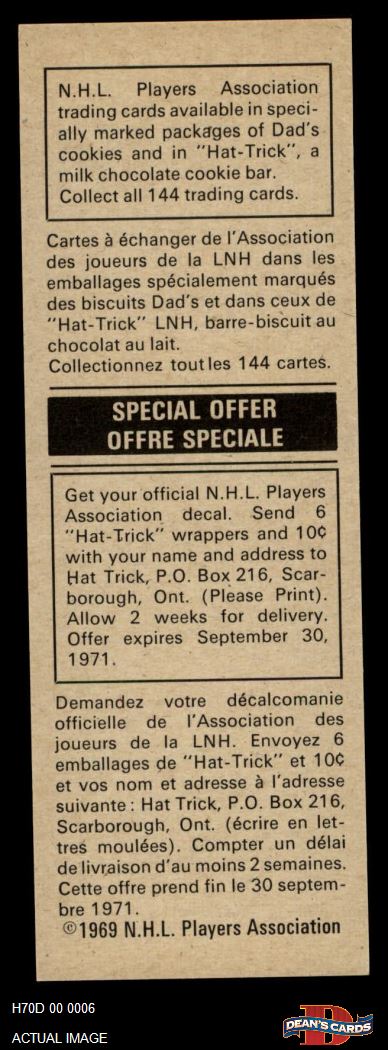 N.H.L. Players Association
trading cards available in speci-
ally marked packages of Dad's
cookies and in "Hat-Trick", a
milk chocolate cookie bar.
Collect all 144 trading cards.
Cartes à échanger de l'Association
des joueurs de la LNH dans les
emballages spécialement marqués
des biscuits Dad's et dans ceux de
"Hat-Trick" LNH, barre-biscuit au
chocolat au lait.
Collectionnez toutles 144 cartes.
SPECIAL OFFER
OFFRE SPECIALE
Get your official N.H.L. Players
Association decal. Send 6
"Hat-Trick" wrappers and 10¢
with your name and address to
Hat Trick, P.O. Box 216, Scar-
borough, Ont. (Please Print).
Allow 2 weeks for delivery.
Offer expires September 30,
1971.
Demandez votre décalcomanie
officielle de l'Association des
joueurs de la LNH. Envoyez 6
emballages de "Hat-Trick" et 10¢
et vos nom et adresse à l'adresse
suivante : Hat Trick, P.O. Box 216,
Scarborough, Ont. (écrire en let-
tres moulées). Compter un délai
de livraison d'au moins 2 semaines.
Cette offre prend fin le 30 septem-
bre 1971.
©1969 N.H.L. Players Association
H70D 00 0006
ACTUAL IMAGE
DEAN'S CARDS